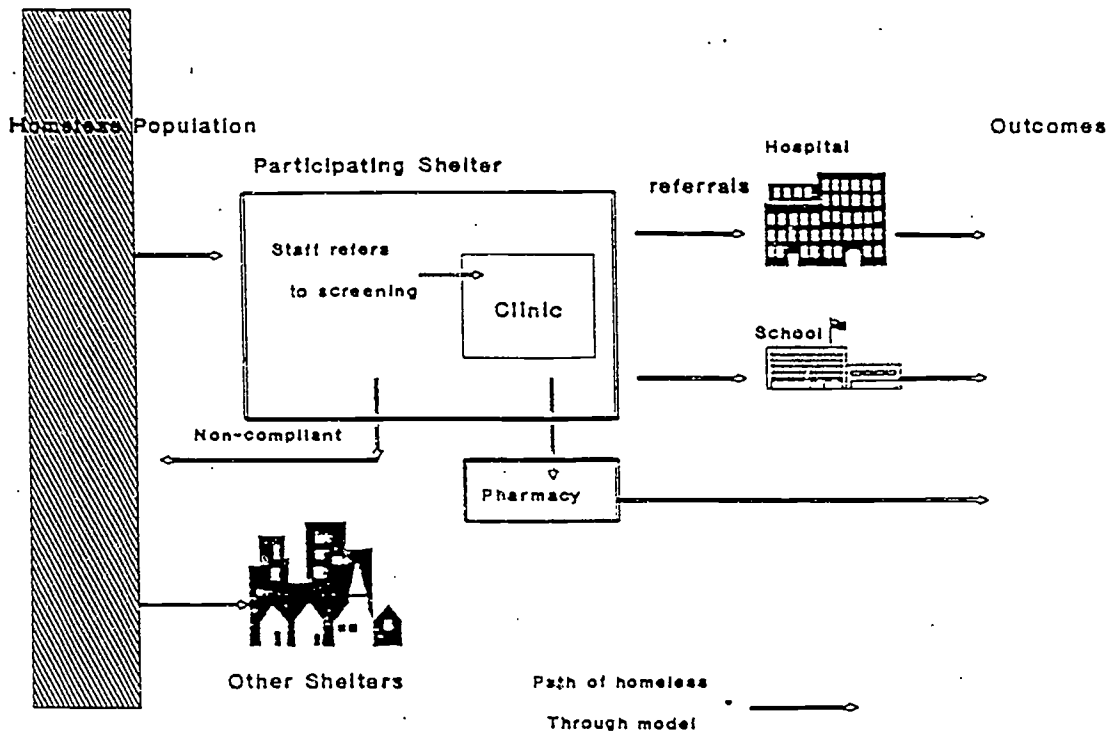 Homeless Population
Outcomes
Hospital
Participating Shelter
referrals
Staff refers
to screening
Clinic
School
Non-compliant
Pharmacy
Other Shelters
Path of homeless
Through model